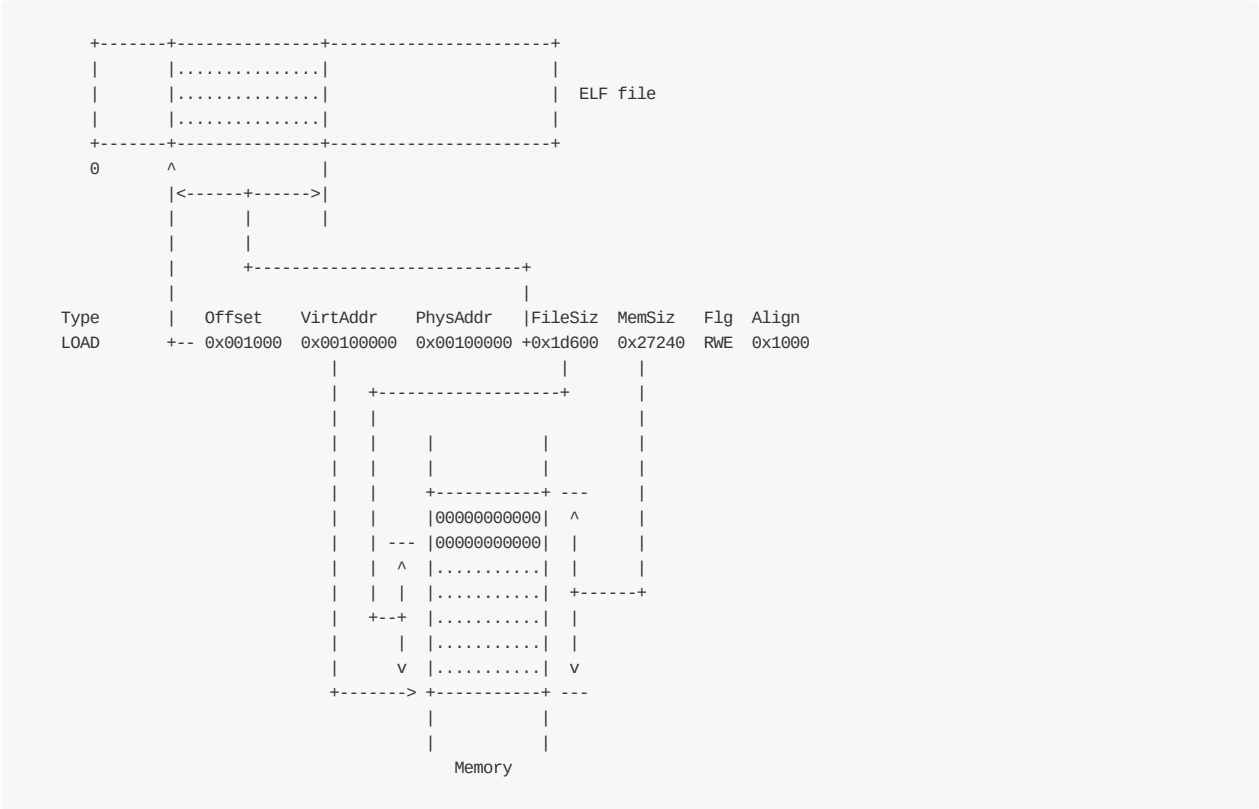 +-------+---------------+-----------------------+
|       |...............|                       |
|       |...............|                       |  ELF file
|       |...............|                       |
+-------+---------------+-----------------------+
0       ^               |
        |<------+------>|
        |       |       |
        |       |
        |       +----------------------------+
        |                                    |
Type       |   Offset    VirtAddr    PhysAddr   |FileSiz  MemSiz   Flg  Align
LOAD       +-- 0x001000  0x00100000  0x00100000 +0x1d600  0x27240  RWE  0x1000
                            |                       |       |
                            |   +-------------------+       |
                            |   |                           |
                            |   |     |           |         |
                            |   |     |           |         |
                            |   |     +-----------+ ---     |
                            |   |     |00000000000|  ^      |
                            |   | --- |00000000000|  |      |
                            |   |  ^  |...........|  |      |
                            |   |  |  |...........|  +------+
                            |   +--+  |...........|  |
                            |      |  |...........|  |
                            |      v  |...........|  v
                            +-------> +-----------+ ---
                                      |           |
                                      |           |
                                         Memory